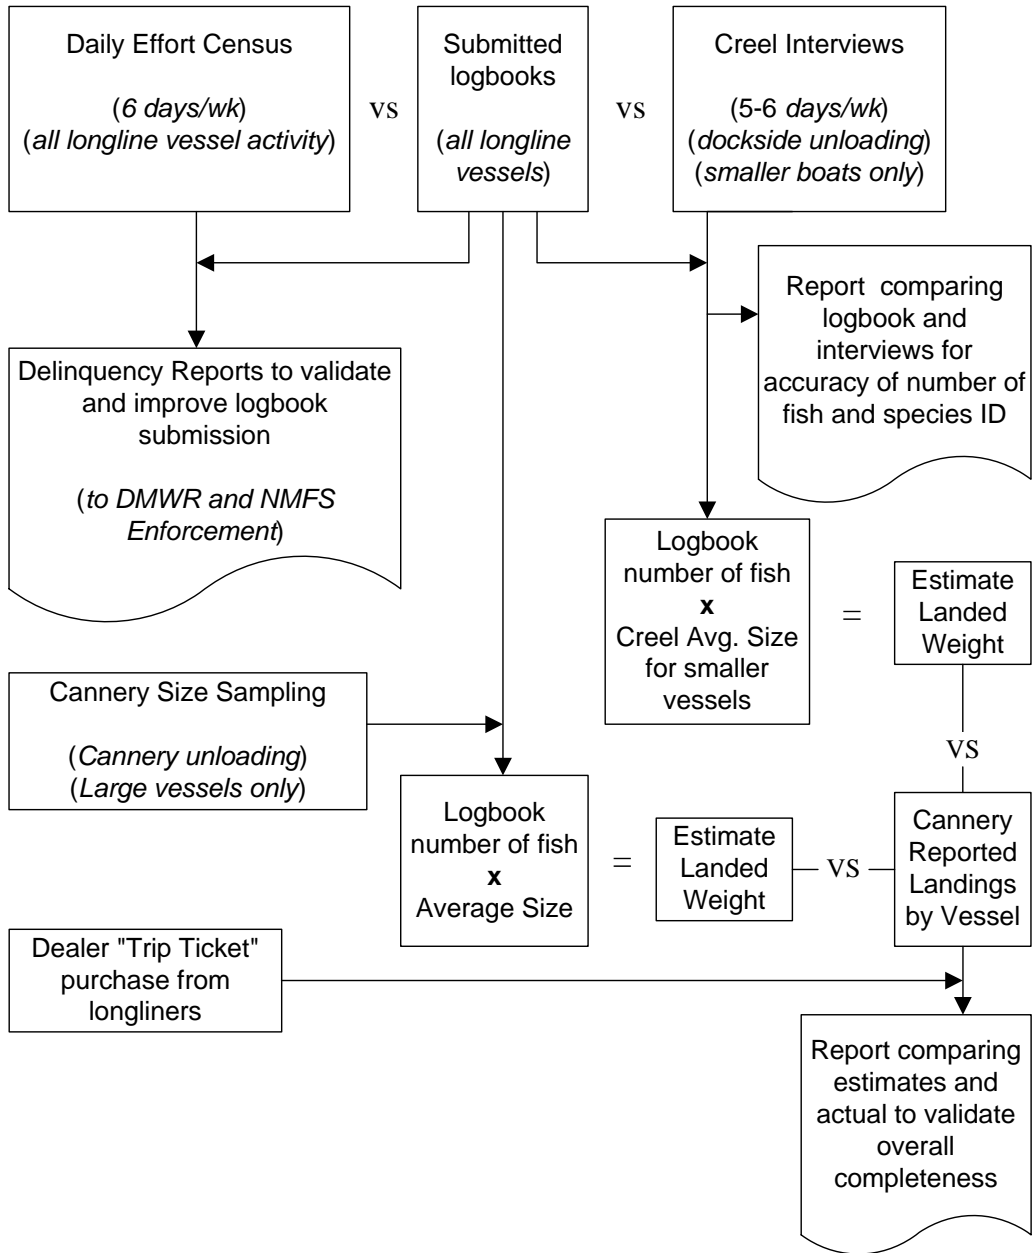 Daily Effort Census
(6 days/wk)
(all longline vessel activity)
vs
Submitted
logbooks
(all longline
vessels)
vs
Creel Interviews
(5-6 days/wk)
(dockside unloading)
(smaller boats only)
Report comparing
logbook and
interviews for
accuracy of number of
fish and species ID
Delinquency Reports to validate
and improve logbook
submission
(to DMWR and NMFS
Enforcement)
Logbook
number of fish
x
Creel Avg. Size
for smaller
vessels
=
Estimate
Landed
Weight
vs
Cannery Size Sampling
(Cannery unloading)
(Large vessels only)
Logbook
number of fish
x
Average Size
=
Estimate
Landed
Weight
vs
Cannery
Reported
Landings
by Vessel
Dealer "Trip Ticket"
purchase from
longliners
Report comparing
estimates and
actual to validate
overall
completeness